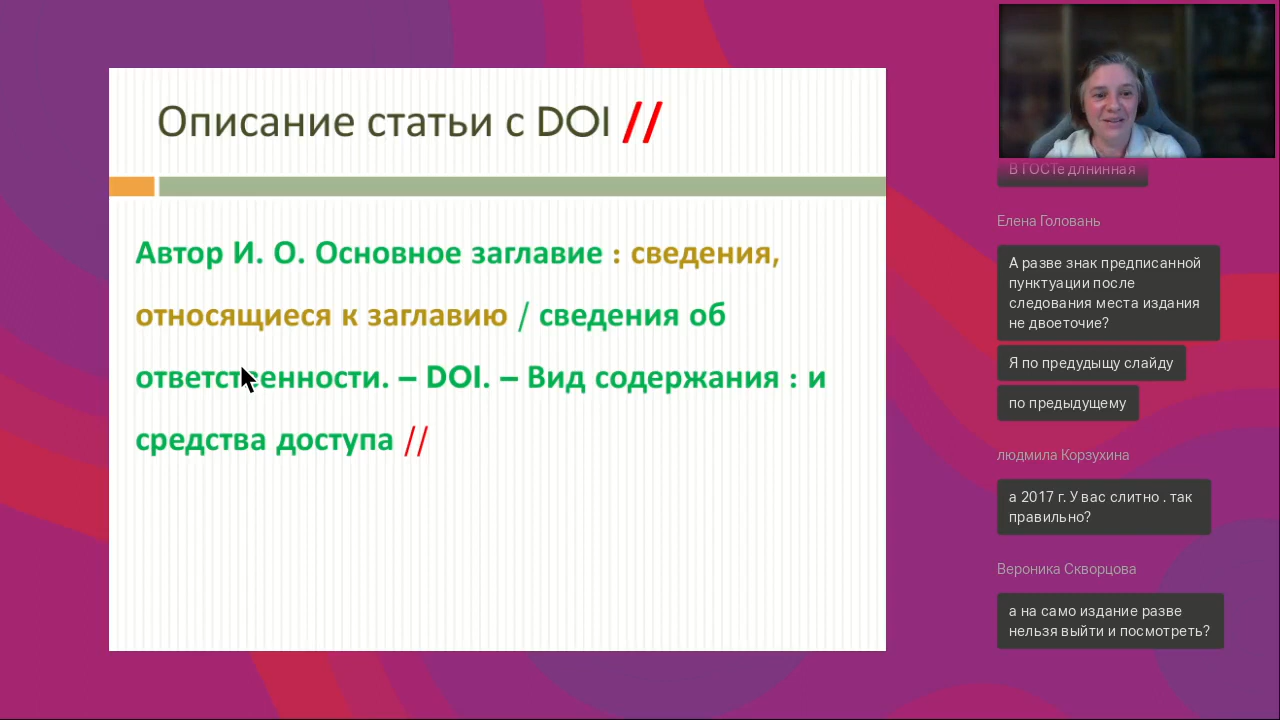 Описание статьи с DOI //
Автор И. О. Основное заглавие : сведения,
относящиеся к заглавию / сведения об
ответственности. – DOI. – Вид содержания : и
средства доступа //
В ГОСТе длнинная
Елена Головань
А разве знак предписанной
пунктуации после
следования места издания
не двоеточие?
Я по предудыщу слайду
по предыдущему
людмила Корзухина
а 2017 г. У вас слитно . так
правильно?
Вероника Скворцова
а на само издание разве
нельзя выйти и посмотреть?